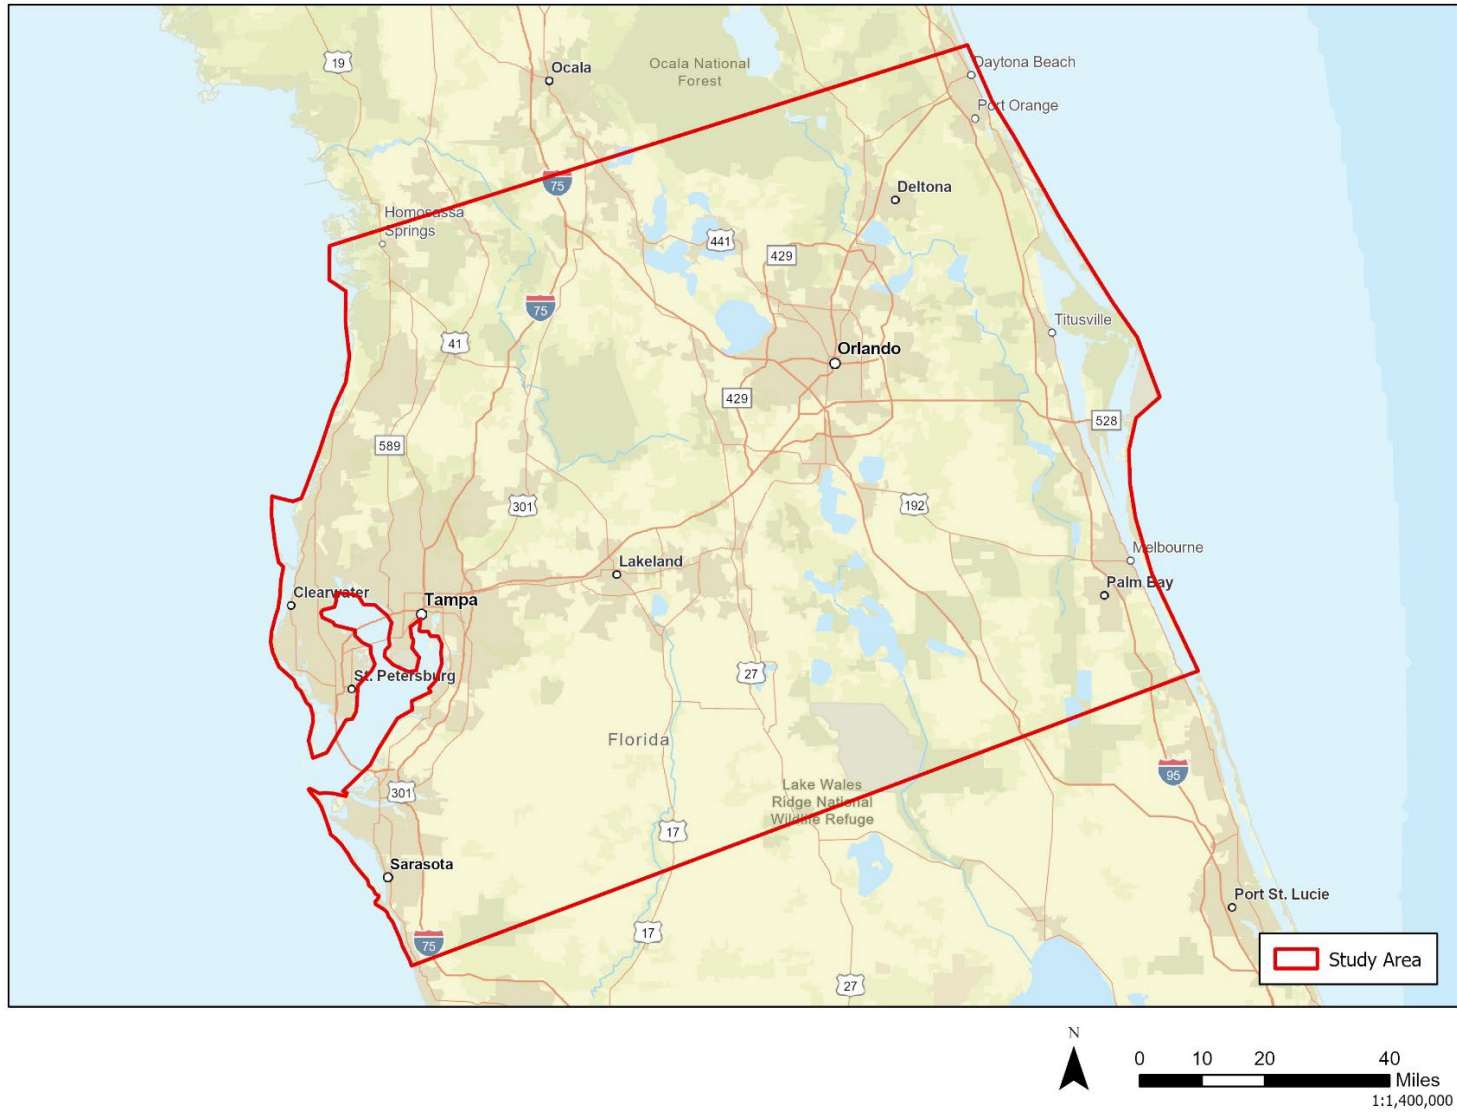 Ocala
Ocala National
Forest
19
Daytona Beach
Port Orange
75
Deltona
Homosassa
Springs
441
429
75
41
Titusville
Orlando
429
528
589
301
192
Lakeland
Melbourne
Palm Bay
Clearwater
Tampa
27
St. Petersburg
Florida
95
301
Lake Wales
Ridge National
Wildlife Refuge
17
Sarasota
Port St. Lucie
17
75
27
Study Area
N
0 10 20 40
Miles
1:1,400,000